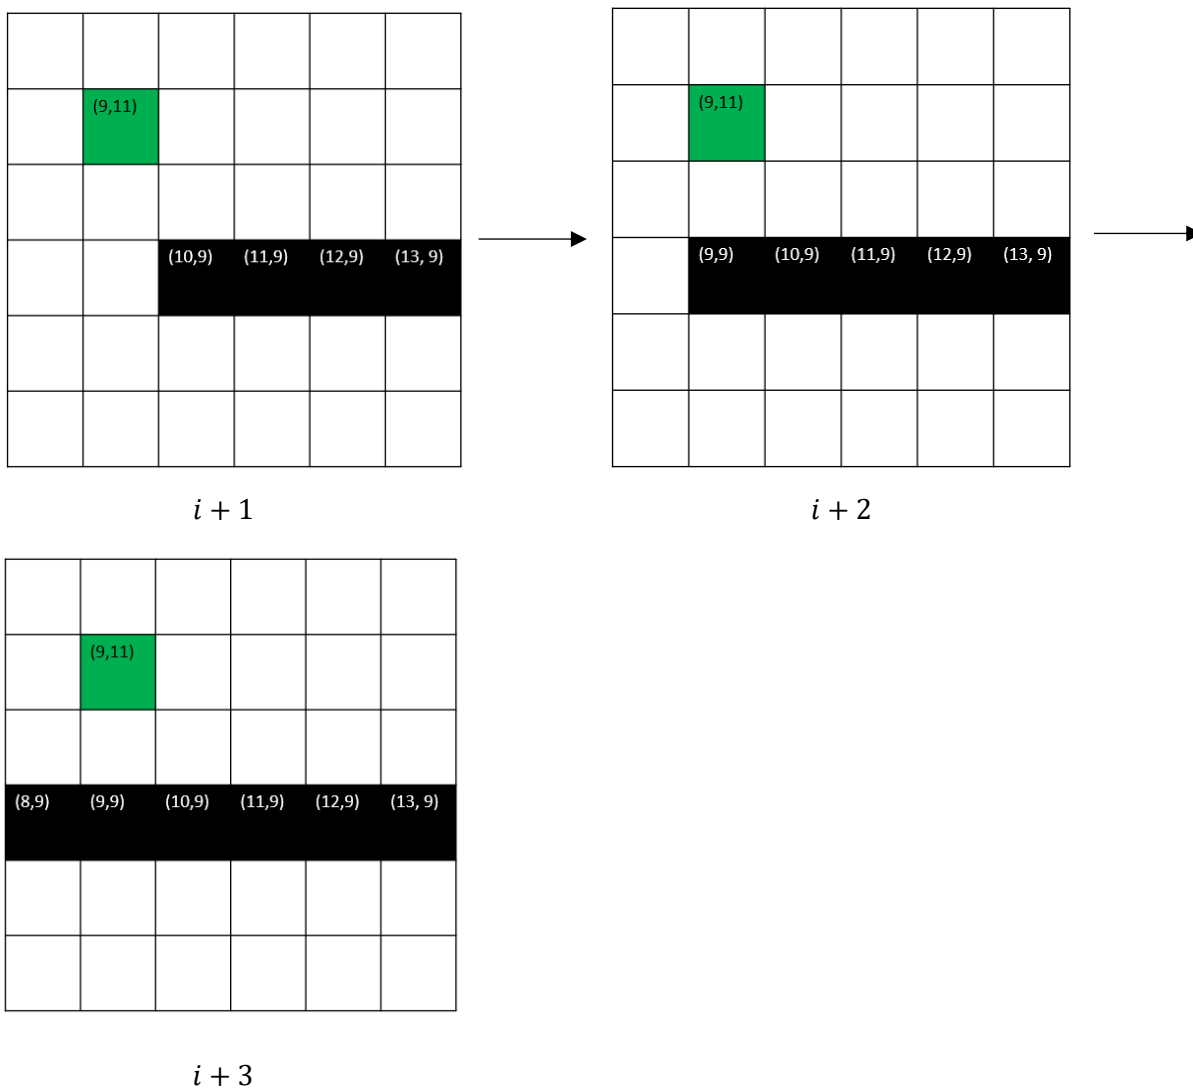 (9,11)
(10,9) (11,9) (12,9) (13, 9)
i + 1
(9,11)
(9,9) (10,9) (11,9) (12,9) (13, 9)
i + 2
(9,11)
(8,9) (9,9) (10,9) (11,9) (12,9) (13, 9)
i + 3